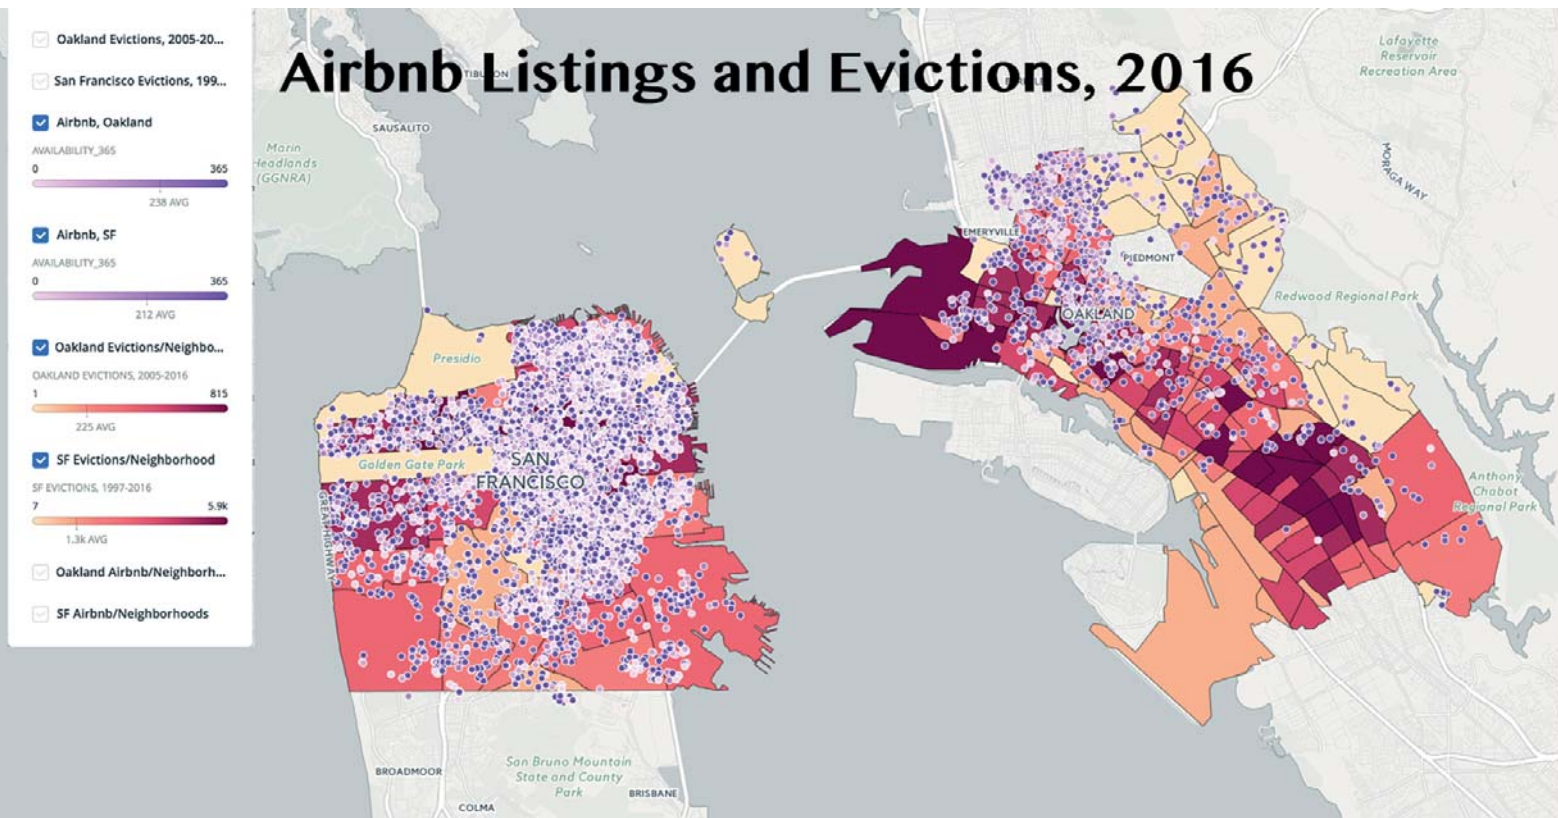 Airbnb Listings and Evictions, 2016
Oakland Evictions, 2005-20...
San Francisco Evictions, 199...
Airbnb, Oakland
AVAILABILITY_365
0 365
238 AVG
Airbnb, SF
AVAILABILITY_365
0 365
212 AVG
Oakland Evictions/Neighbo...
OAKLAND EVICTIONS, 2005-2016
1 815
225 AVG
SF Evictions/Neighborhood
SF EVICTIONS, 1997-2016
7 5.9k
1.3k AVG
Oakland Airbnb/Neighborh...
SF Airbnb/Neighborhoods
TIBURON
SAUSALITO
Marin
Headlands
(GGNRA)
Presidio
Golden Gate Park
SAN
FRANCISCO
GREAT HIGHWAY
BROADMOOR
COLMA
San Bruno Mountain
State and County
Park
BRISBANE
EMERYVILLE
PIEDMONT
OAKLAND
Lafayette
Reservoir
Recreation Area
MORAGA WAY
Redwood Regional Park
Anthony
Chabot
Regional Park